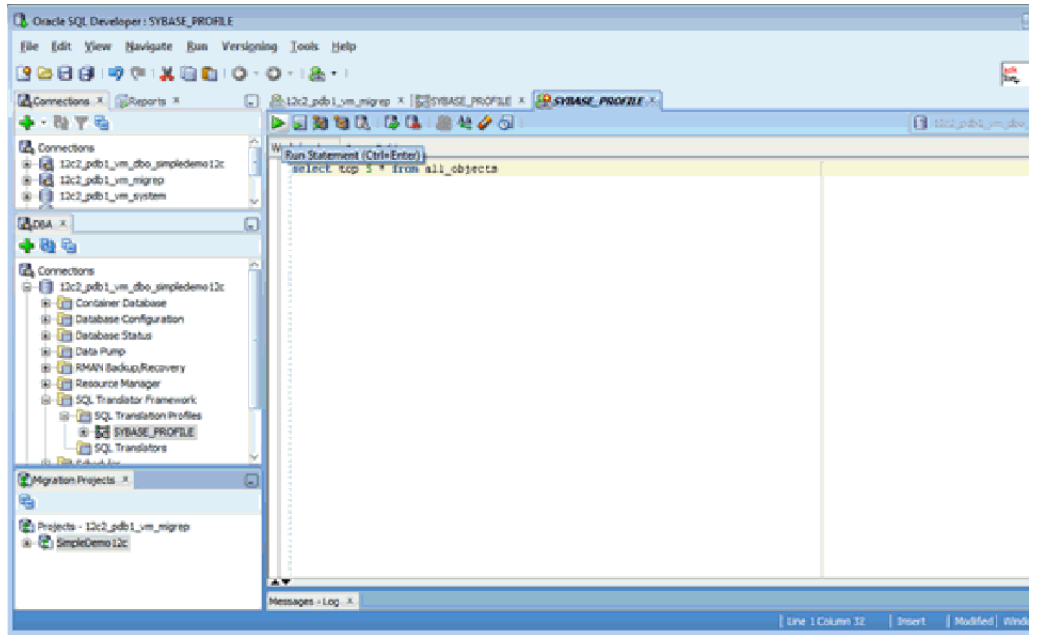 Oracle SQL Developer : SYBASE_PROFILE
File Edit View Navigate Run Versioning Tools Help
Connections Reports
12c2_pdb1_vm_migrep SYBASE_PROFILE SYBASE_PROFILE
12c2_pdb1_vm_dbo_
Run Statement (Ctrl+Enter)
select top 5 * from all_objects
Connections
12c2_pdb1_vm_dbo_simpledemo12c
12c2_pdb1_vm_migrep
12c2_pdb1_vm_system
DBA
Connections
12c2_pdb1_vm_dbo_simpledemo12c
Container Database
Database Configuration
Database Status
Data Pump
RMAN Backup/Recovery
Resource Manager
SQL Translator Framework
SQL Translation Profiles
SYBASE_PROFILE
SQL Translators
Migration Projects
Projects - 12c2_pdb1_vm_migrep
SimpleDemo12c
Messages - Log
Line 1 Column 32 Insert Modified Windo